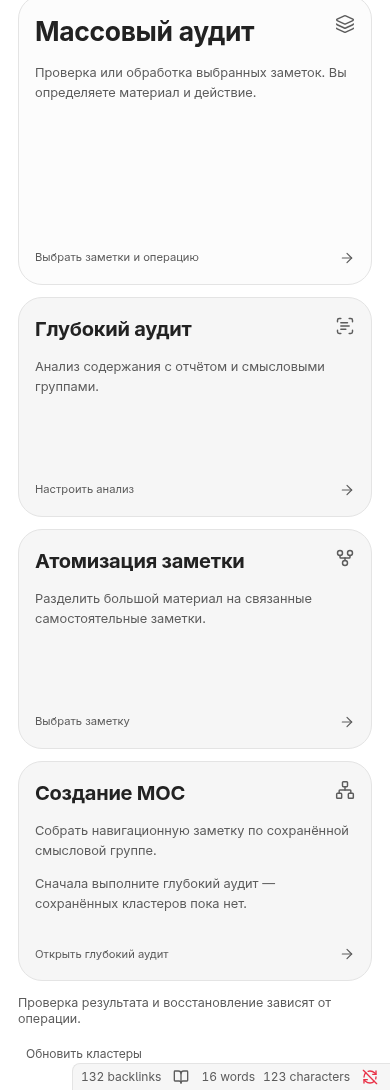 Массовый аудит
Проверка или обработка выбранных заметок. Вы
определяете материал и действие.
Выбрать заметки и операцию
Глубокий аудит
Анализ содержания с отчётом и смысловыми
группами.
Настроить анализ
Атомизация заметки
Разделить большой материал на связанные
самостоятельные заметки.
Выбрать заметку
Создание МОС
Собрать навигационную заметку по сохранённой
смысловой группе.
Сначала выполните глубокий аудит —
сохранённых кластеров пока нет.
Открыть глубокий аудит
Проверка результата и восстановление зависят от
операции.
Обновить кластеры
132 backlinks 16 words 123 characters